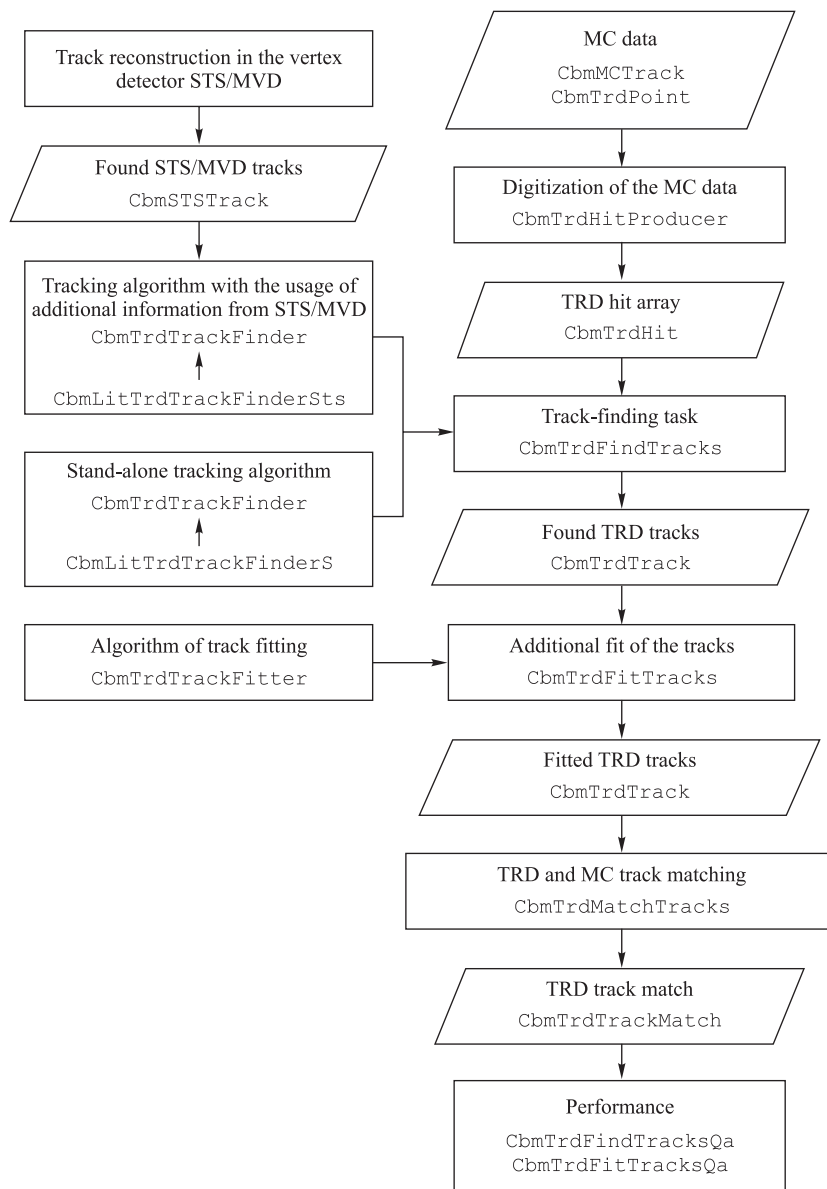 Track reconstruction in the vertex
detector STS/MVD
Found STS/MVD tracks
CbmSTSTrack
Tracking algorithm with the usage of
additional information from STS/MVD
CbmTrdTrackFinder
CbmLitTrdTrackFinderSts
Stand-alone tracking algorithm
CbmTrdTrackFinder
CbmLitTrdTrackFinderS
Algorithm of track fitting
CbmTrdTrackFitter
MC data
CbmMCTrack
CbmTrdPoint
Digitization of the MC data
CbmTrdHitProducer
TRD hit array
CbmTrdHit
Track-finding task
CbmTrdFindTracks
Found TRD tracks
CbmTrdTrack
Additional fit of the tracks
CbmTrdFitTracks
Fitted TRD tracks
CbmTrdTrack
TRD and MC track matching
CbmTrdMatchTracks
TRD track match
CbmTrdTrackMatch
Performance
CbmTrdFindTracksQa
CbmTrdFitTracksQa